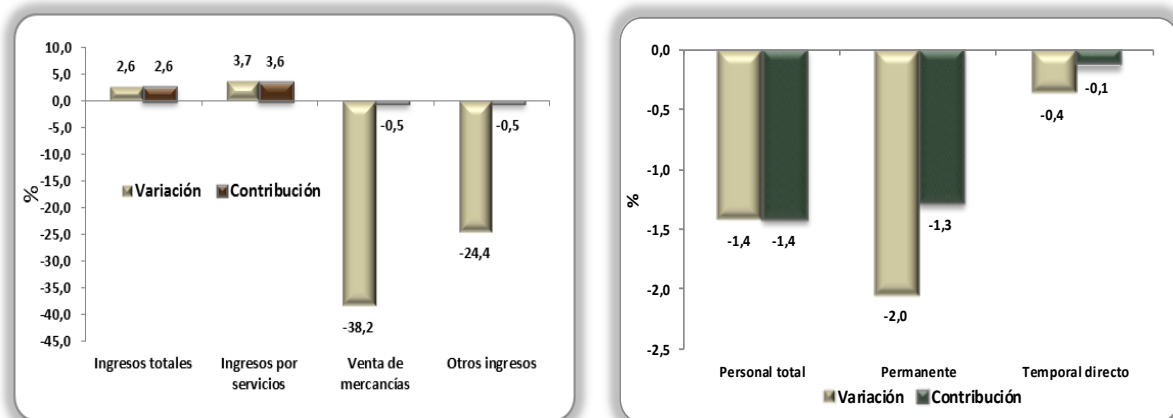 10,0
5,0
0,0
-5,0
-10,0
-15,0
-20,0
-25,0
-30,0
-35,0
-40,0
-45,0
%
2,6 2,6
3,7 3,6
-38,2
-0,5
-24,4
-0,5
Variación Contribución
Ingresos totales
Ingresos por
servicios
Venta de
mercancías
Otros ingresos
0,0
-0,5
-1,0
-1,5
-2,0
-2,5
%
Personal total
Permanente
Temporal directo
-1,4 -1,4
-2,0
-1,3
-0,4
-0,1
Variación Contribución